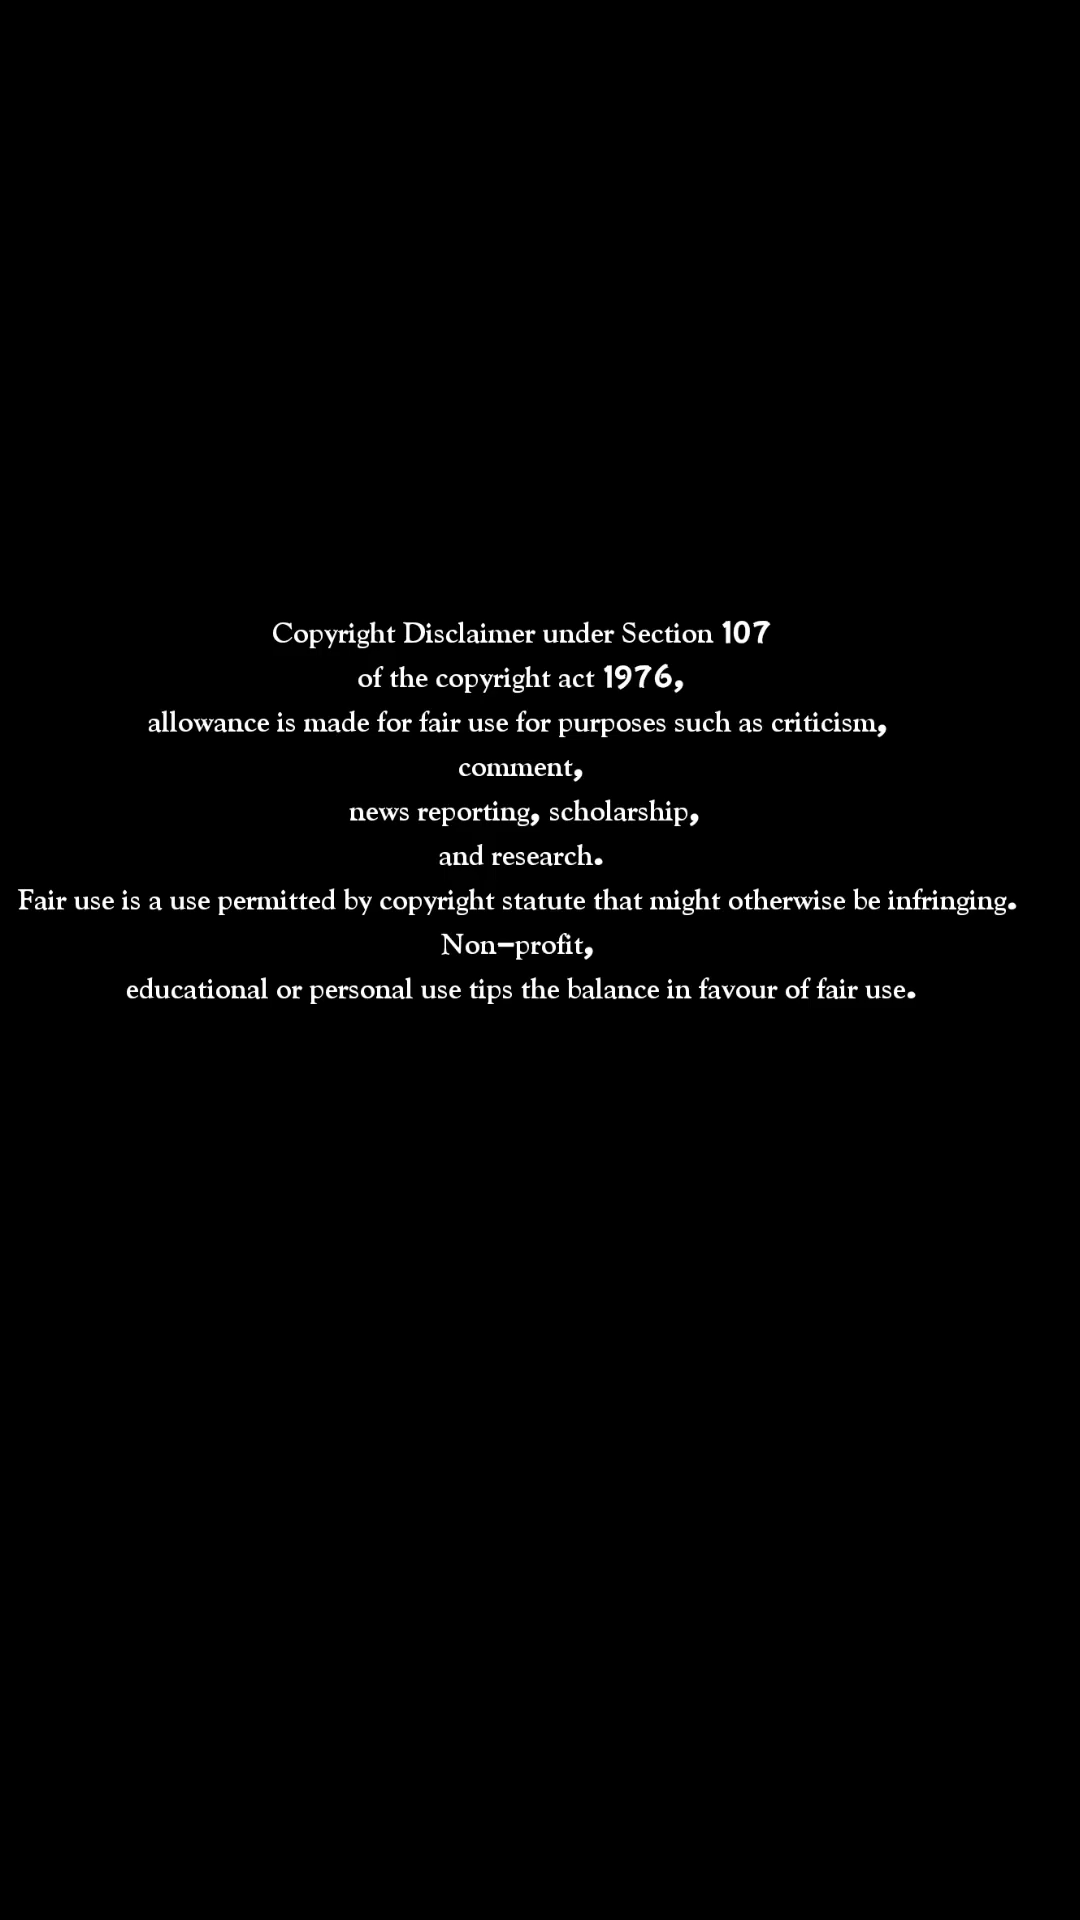 Copyright Disclaimer under Section 107
of the copyright act 1976,
allowance is made for fair use for purposes such as criticism,
comment,
news reporting, scholarship,
and research.
Fair use is a use permitted by copyright statute that might otherwise be infringing.
Non-profit,
educational or personal use tips the balance in favour of fair use.